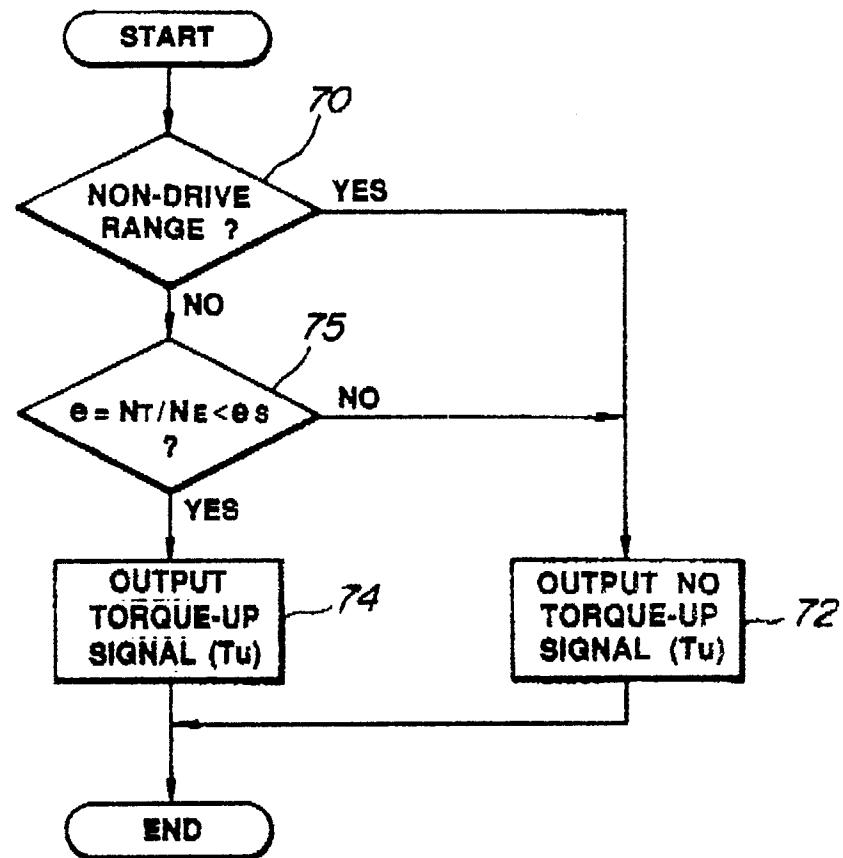 START
70
NON-DRIVE
RANGE ?
YES
NO
75
e = NT/NE<es
?
NO
YES
OUTPUT
TORQUE-UP
SIGNAL (Tu)
74
OUTPUT NO
TORQUE-UP
SIGNAL (Tu)
72
END